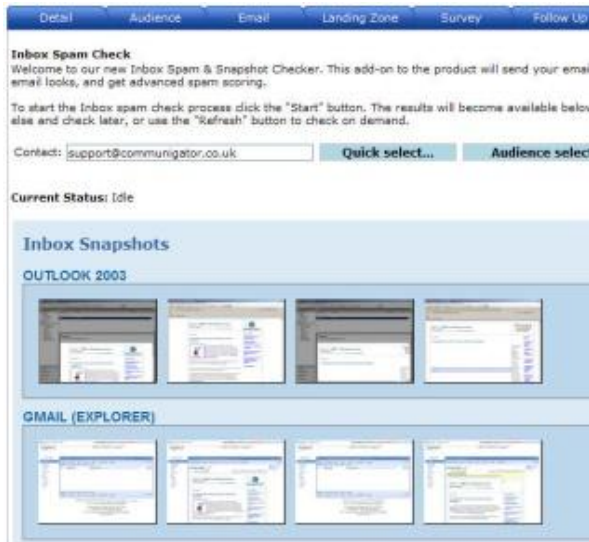 Detail Audience Email Landing Zone Survey Follow Up
Inbox Spam Check
Welcome to our new Inbox Spam & Snapshot Checker. This add-on to the product will send your emai
email looks, and get advanced spam scoring.
To start the Inbox spam check process click the "Start" button. The results will become available below
else and check later, or use the "Refresh" button to check on demand.
Contact: support@communigator.co.uk Quick select... Audience select
Current Status: Idle
Inbox Snapshots
OUTLOOK 2003
GMAIL (EXPLORER)